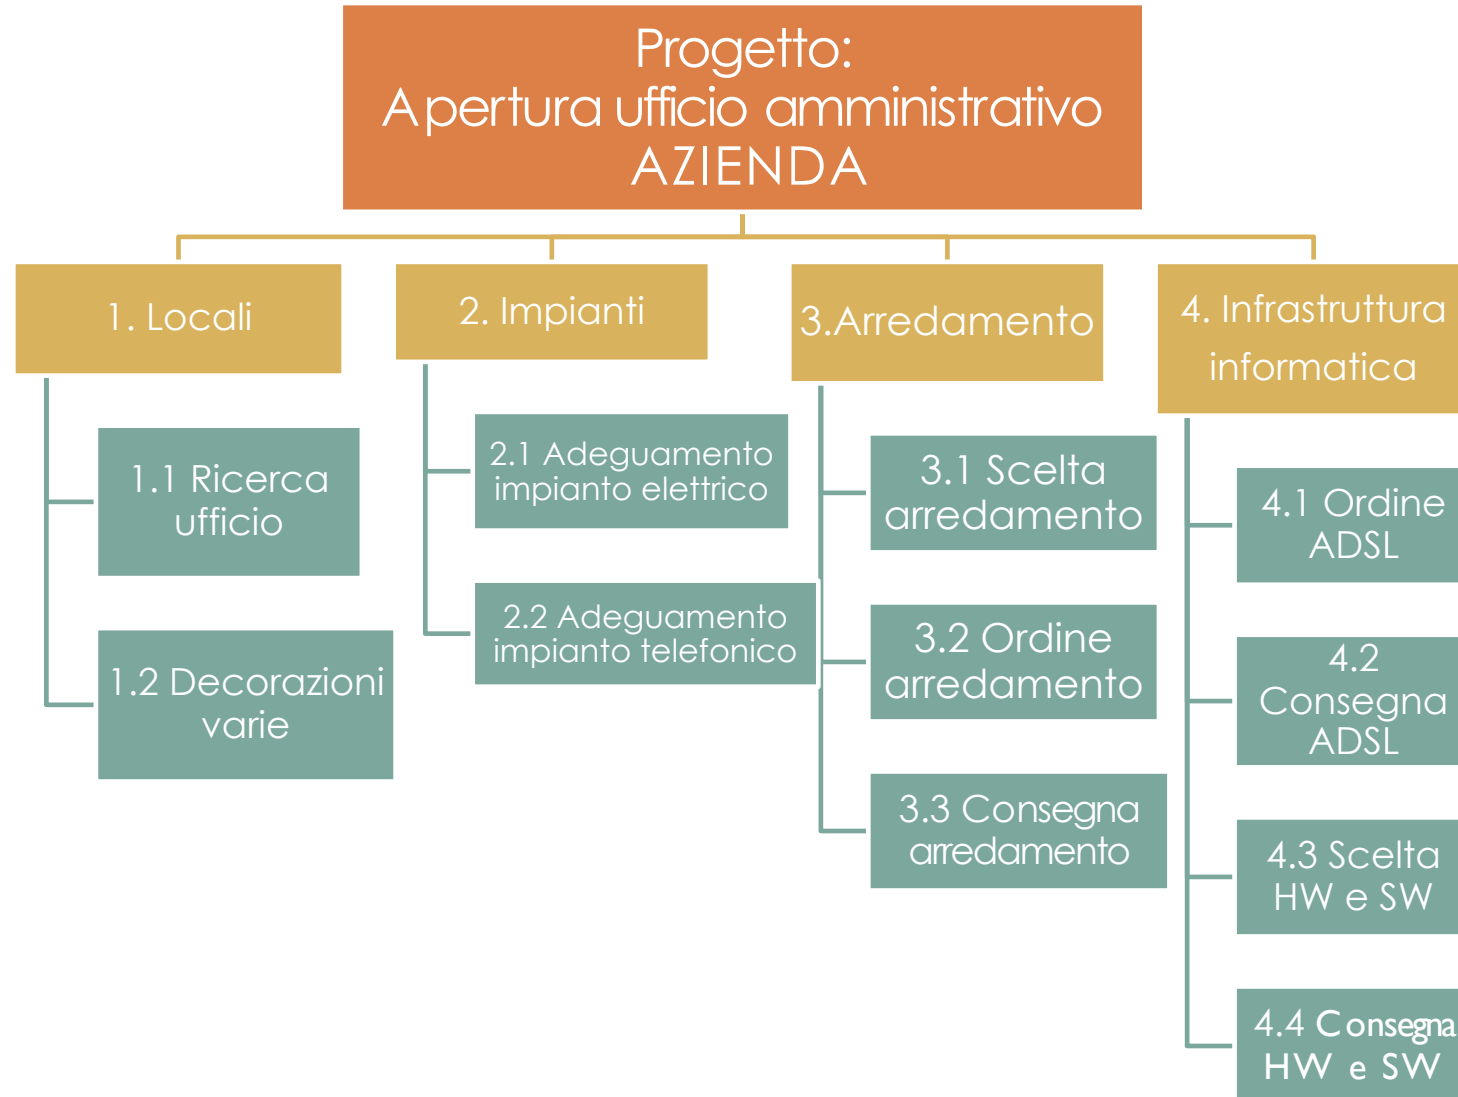 Progetto:
Apertura ufficio amministrativo
AZIENDA
1. Locali
1.1 Ricerca
ufficio
1.2 Decorazioni
varie
2. Impianti
2.1 Adeguamento
impianto elettrico
2.2 Adeguamento
impianto telefonico
3.Arredamento
3.1 Scelta
arredamento
3.2 Ordine
arredamento
3.3 Consegna
arredamento
4. Infrastruttura
informatica
4.1 Ordine
ADSL
4.2
Consegna
ADSL
4.3 Scelta
HW e SW
4.4 Consegna
HW e SW